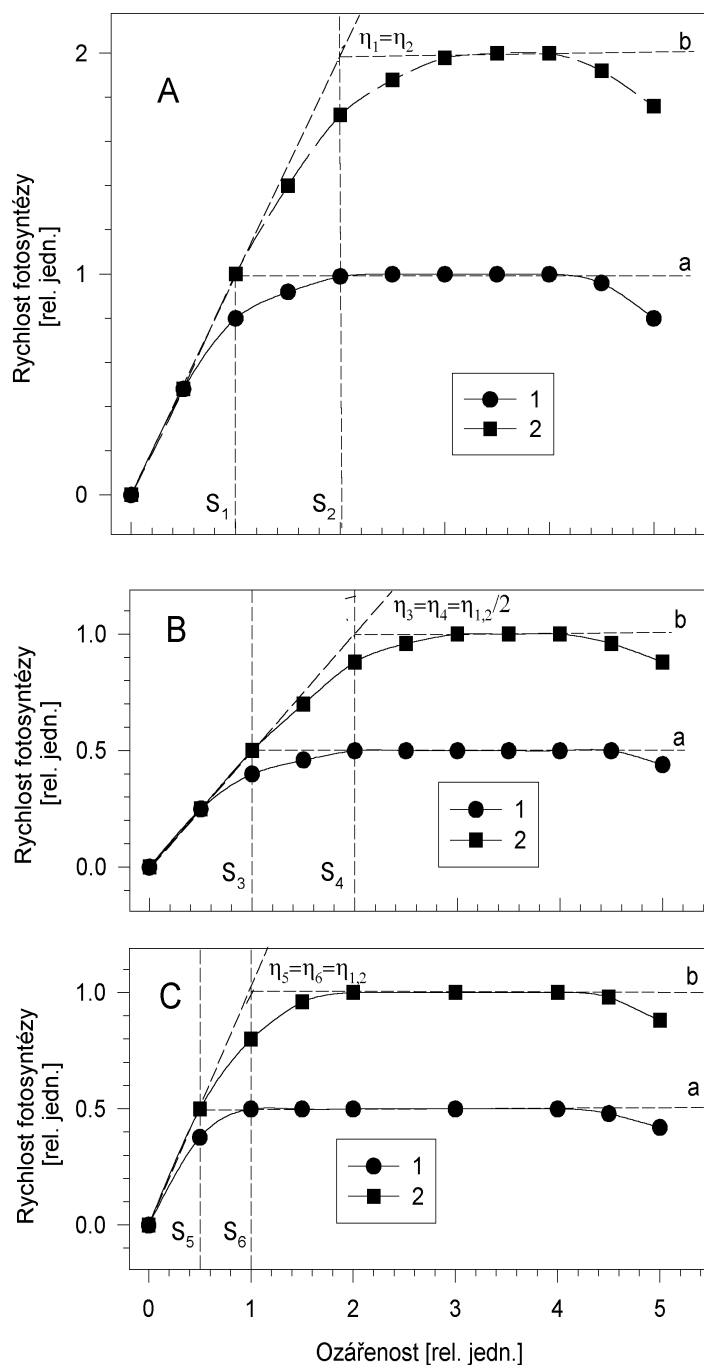 A
η1=η2
b
2
1
0
a
Rychlost fotosyntézy
[rel. jedn.]
1
2
S1
S2
B
η3=η4=η1,2/2
b
1.0
0.5
0.0
a
Rychlost fotosyntézy
[rel. jedn.]
1
2
S3
S4
C
η5=η6=η1,2
b
1.0
0.5
0.0
a
Rychlost fotosyntézy
[rel. jedn.]
1
2
S5
S6
0 1 2 3 4 5
Ozářenost [rel. jedn.]